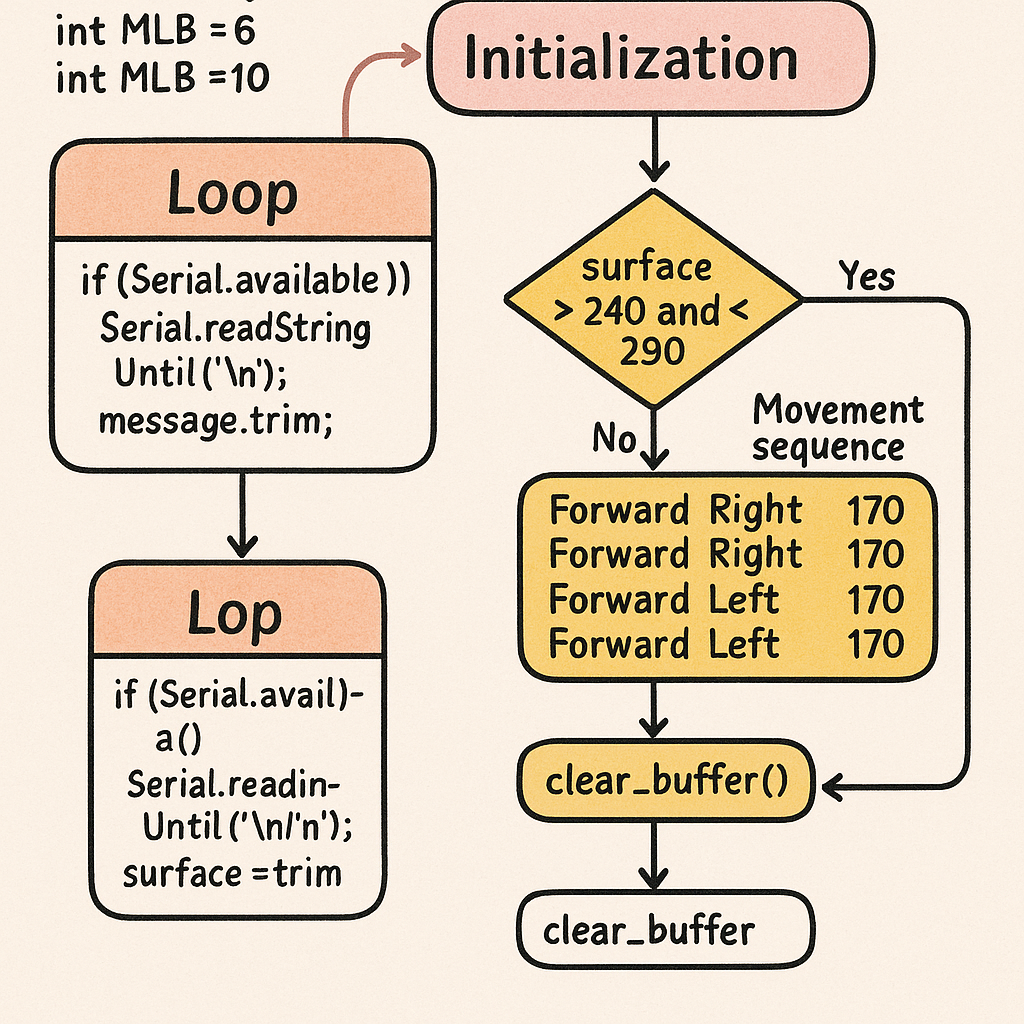 int MLB = 6
int MLB = 10
Initialization
Loop
if (Serial.available ))
Serial.readString
Until ('\n');
message.trim;
Lop
if (Serial.avail)-
a()
Serial.readin-
Until ('\n/'n');
surface = trim
surface
> 240 and <
290
Yes
No
Movement
sequence
Forward Right 170
Forward Right 170
Forward Left 170
Forward Left 170
clear_buffer()
clear_buffer